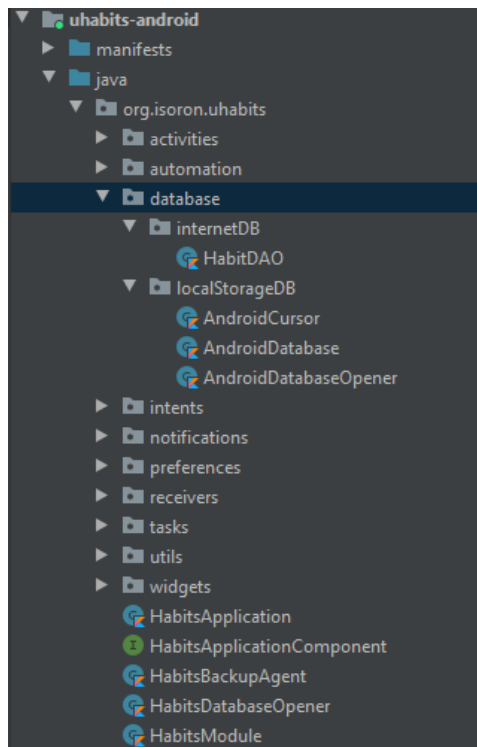 uhabits-android
manifests
java
org.isoron.uhabits
activities
automation
database
internetDB
HabitDAO
localStorageDB
AndroidCursor
AndroidDatabase
AndroidDatabaseOpener
intents
notifications
preferences
receivers
tasks
utils
widgets
HabitsApplication
I HabitsApplicationComponent
HabitsBackupAgent
HabitsDatabaseOpener
HabitsModule